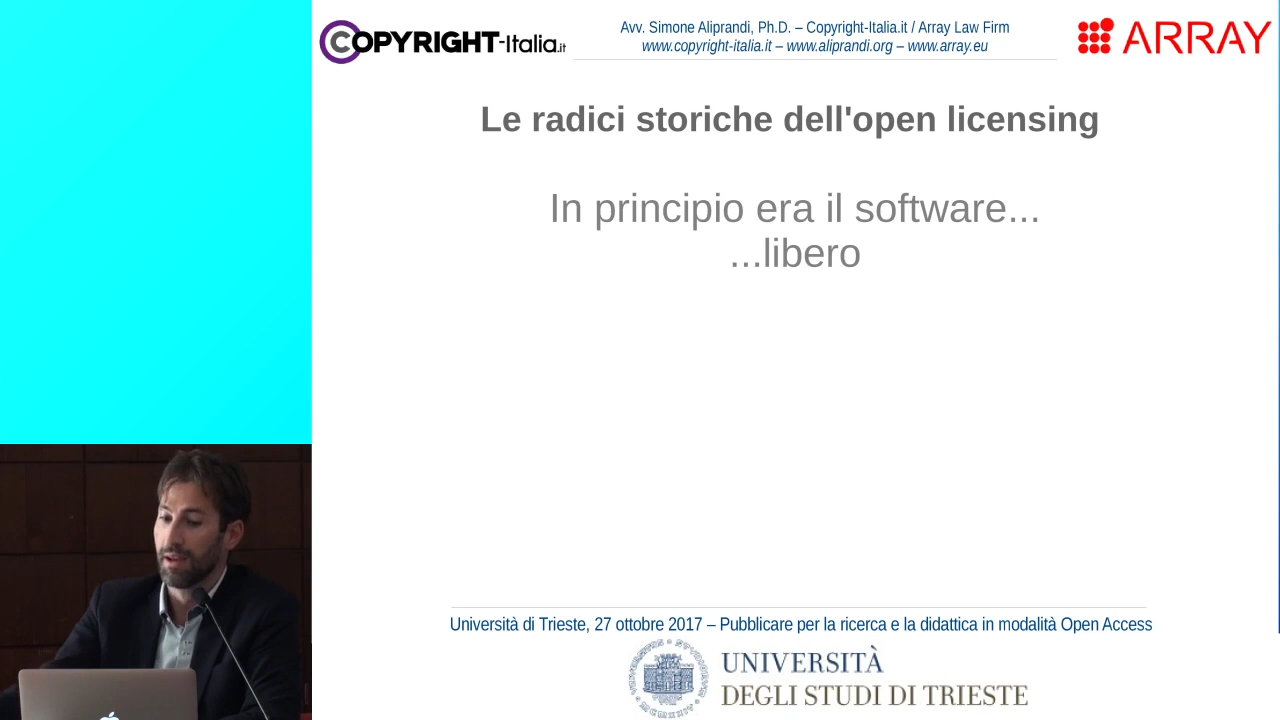 COPYRIGHT-Italia.it
Avv. Simone Aliprandi, Ph.D. – Copyright-Italia.it / Array Law Firm
www.copyright-italia.it – www.aliprandi.org – www.array.eu
ARRAY
Le radici storiche dell'open licensing
In principio era il software...
...libero
Università di Trieste, 27 ottobre 2017 – Pubblicare per la ricerca e la didattica in modalità Open Access
UNIVERSITÀ
DEGLI STUDI DI TRIESTE